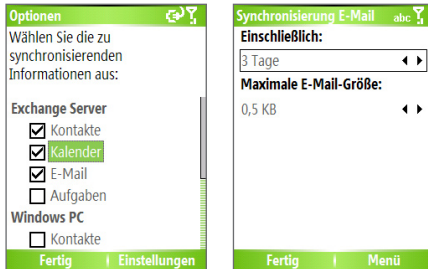 Optionen
Wählen Sie die zu
synchronisierenden
Informationen aus:
Exchange Server
Kontakte
Kalender
E-Mail
Aufgaben
Windows PC
Kontakte
Fertig
Einstellungen
Synchronisierung E-Mail
abc
Einschließlich:
3 Tage
Maximale E-Mail-Größe:
0,5 KB
Fertig
Menü